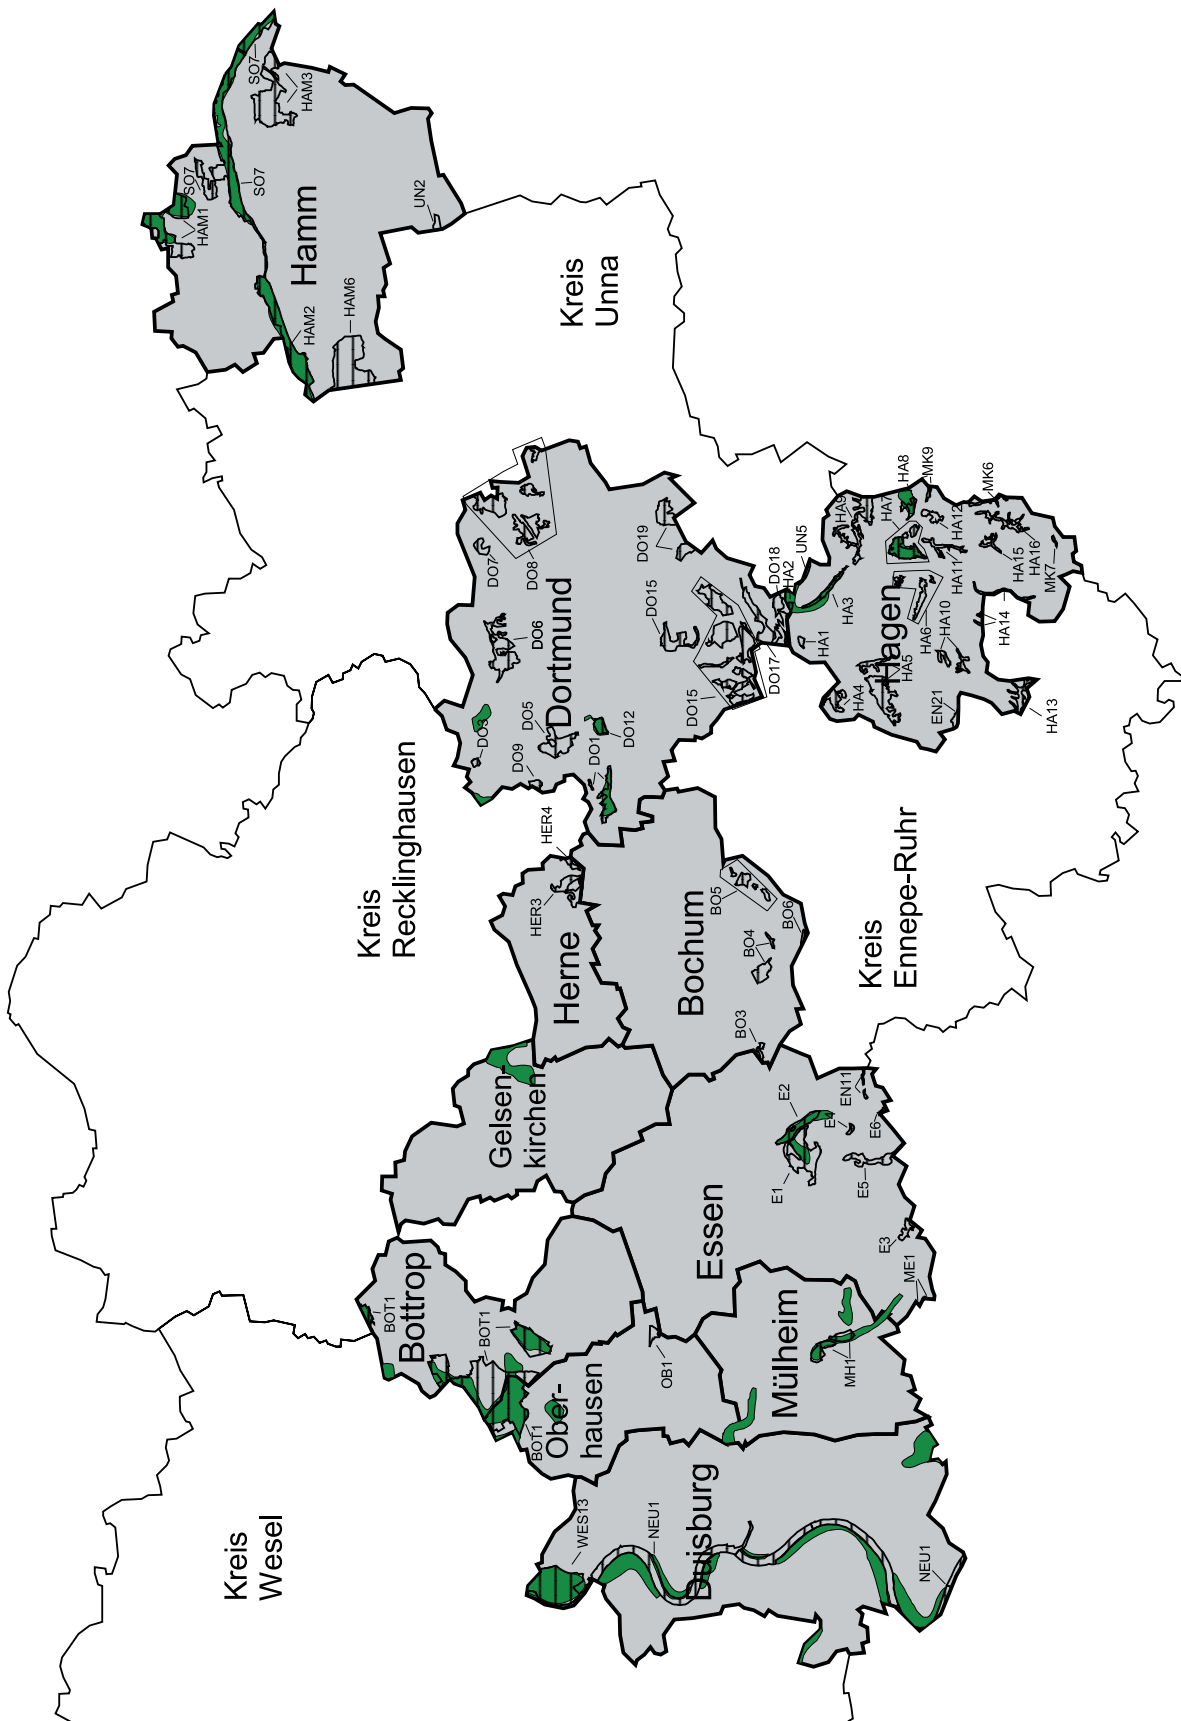 Kreis
Wesel
Kreis
Recklinghausen
Kreis
Unna
Kreis
Ennepe-Ruhr
Hamm
SO7
HAM3
SO7
HAM1
SO7
UN2
HAM2
HAM6
Dortmund
DO7
DO8
DO6
DO3
DO5
DO9
DO1
DO12
DO19
DO15
DO15
DO17
DO18
Hagen
HA2
UN5
HA1
HA3
HA4
HA5
HA6
HA7
HA8
HA9
MK9
MK6
HA12
HA11
HA10
HA15
HA16
MK7
HA14
HA13
EN21
Herne
HER4
HER3
Bochum
BO5
BO6
BO4
BO3
Gelsen-
kirchen
Essen
E2
E1
E5
E6
EN11
E3
ME1
Bottrop
BOT1
BOT1
BOT1
Ober-
hausen
OB1
Mülheim
MH1
Duisburg
WES13
NEU1
NEU1